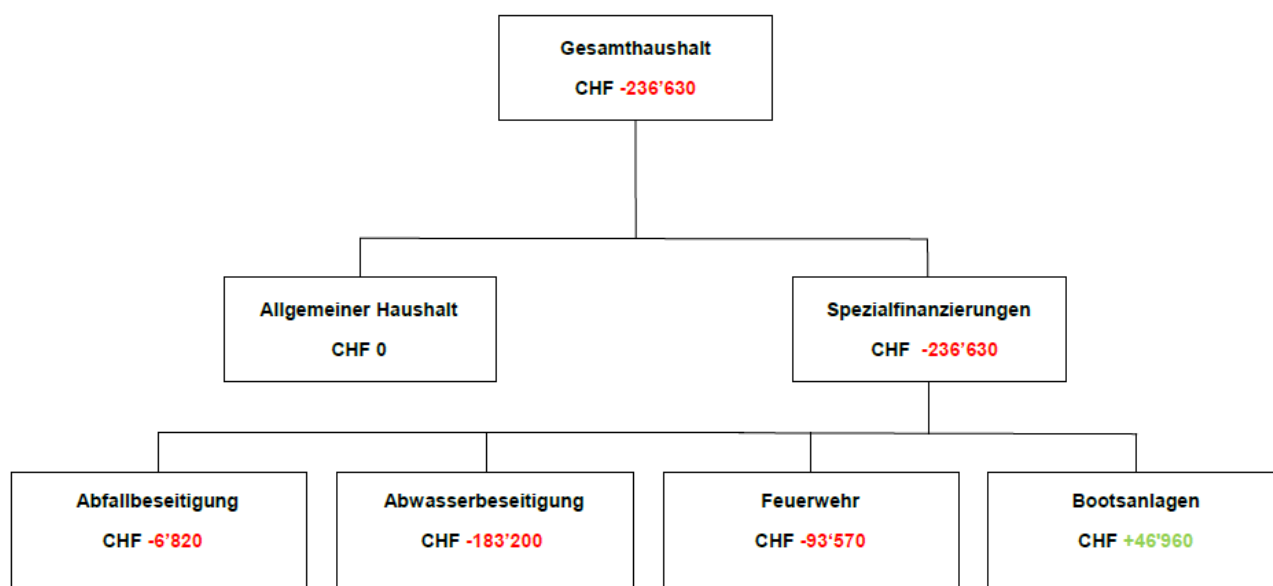 Gesamthaushalt
CHF -236’630
Allgemeiner Haushalt
CHF 0
Spezialfinanzierungen
CHF -236’630
Abfallbeseitigung
CHF -6’820
Abwasserbeseitigung
CHF -183’200
Feuerwehr
CHF -93‘570
Bootsanlagen
CHF +46'960